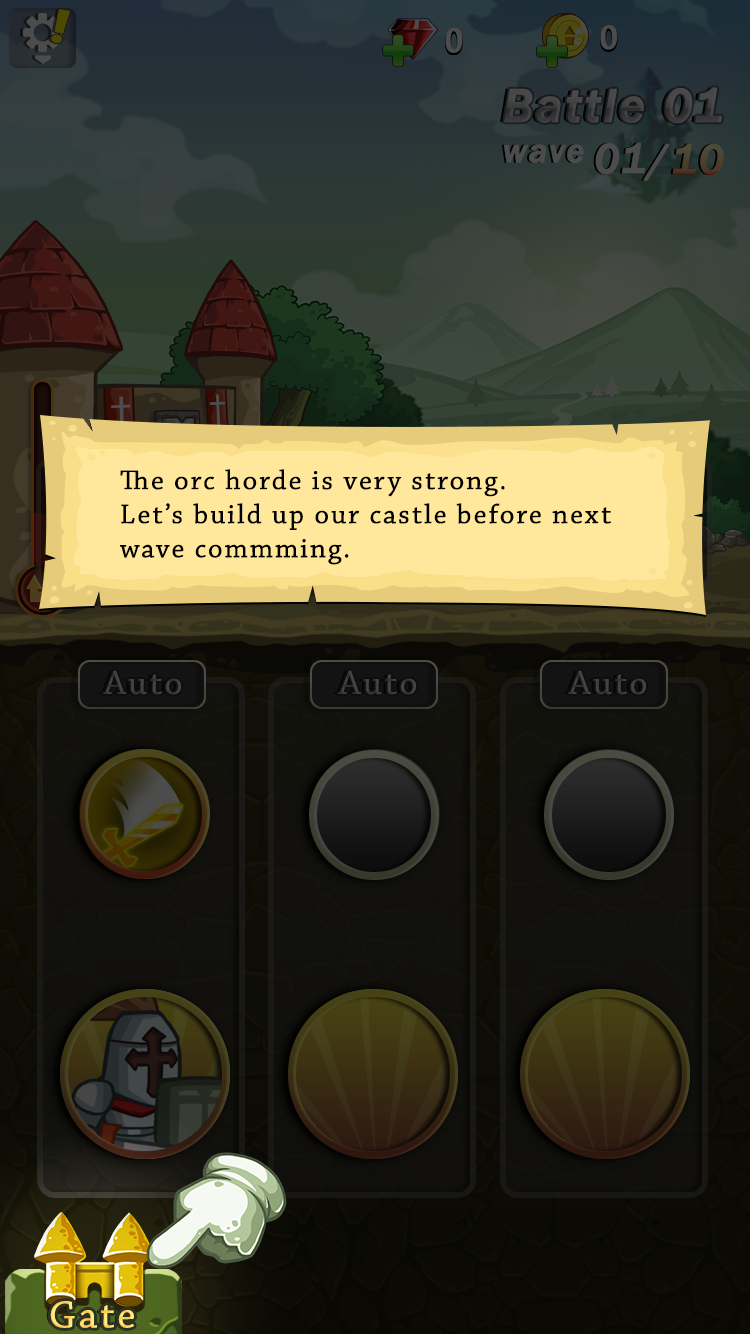 0
0
Battle 01
wave 01/10
The orc horde is very strong.
Let's build up our castle before next
wave commming.
Auto
Auto
Auto
Gate